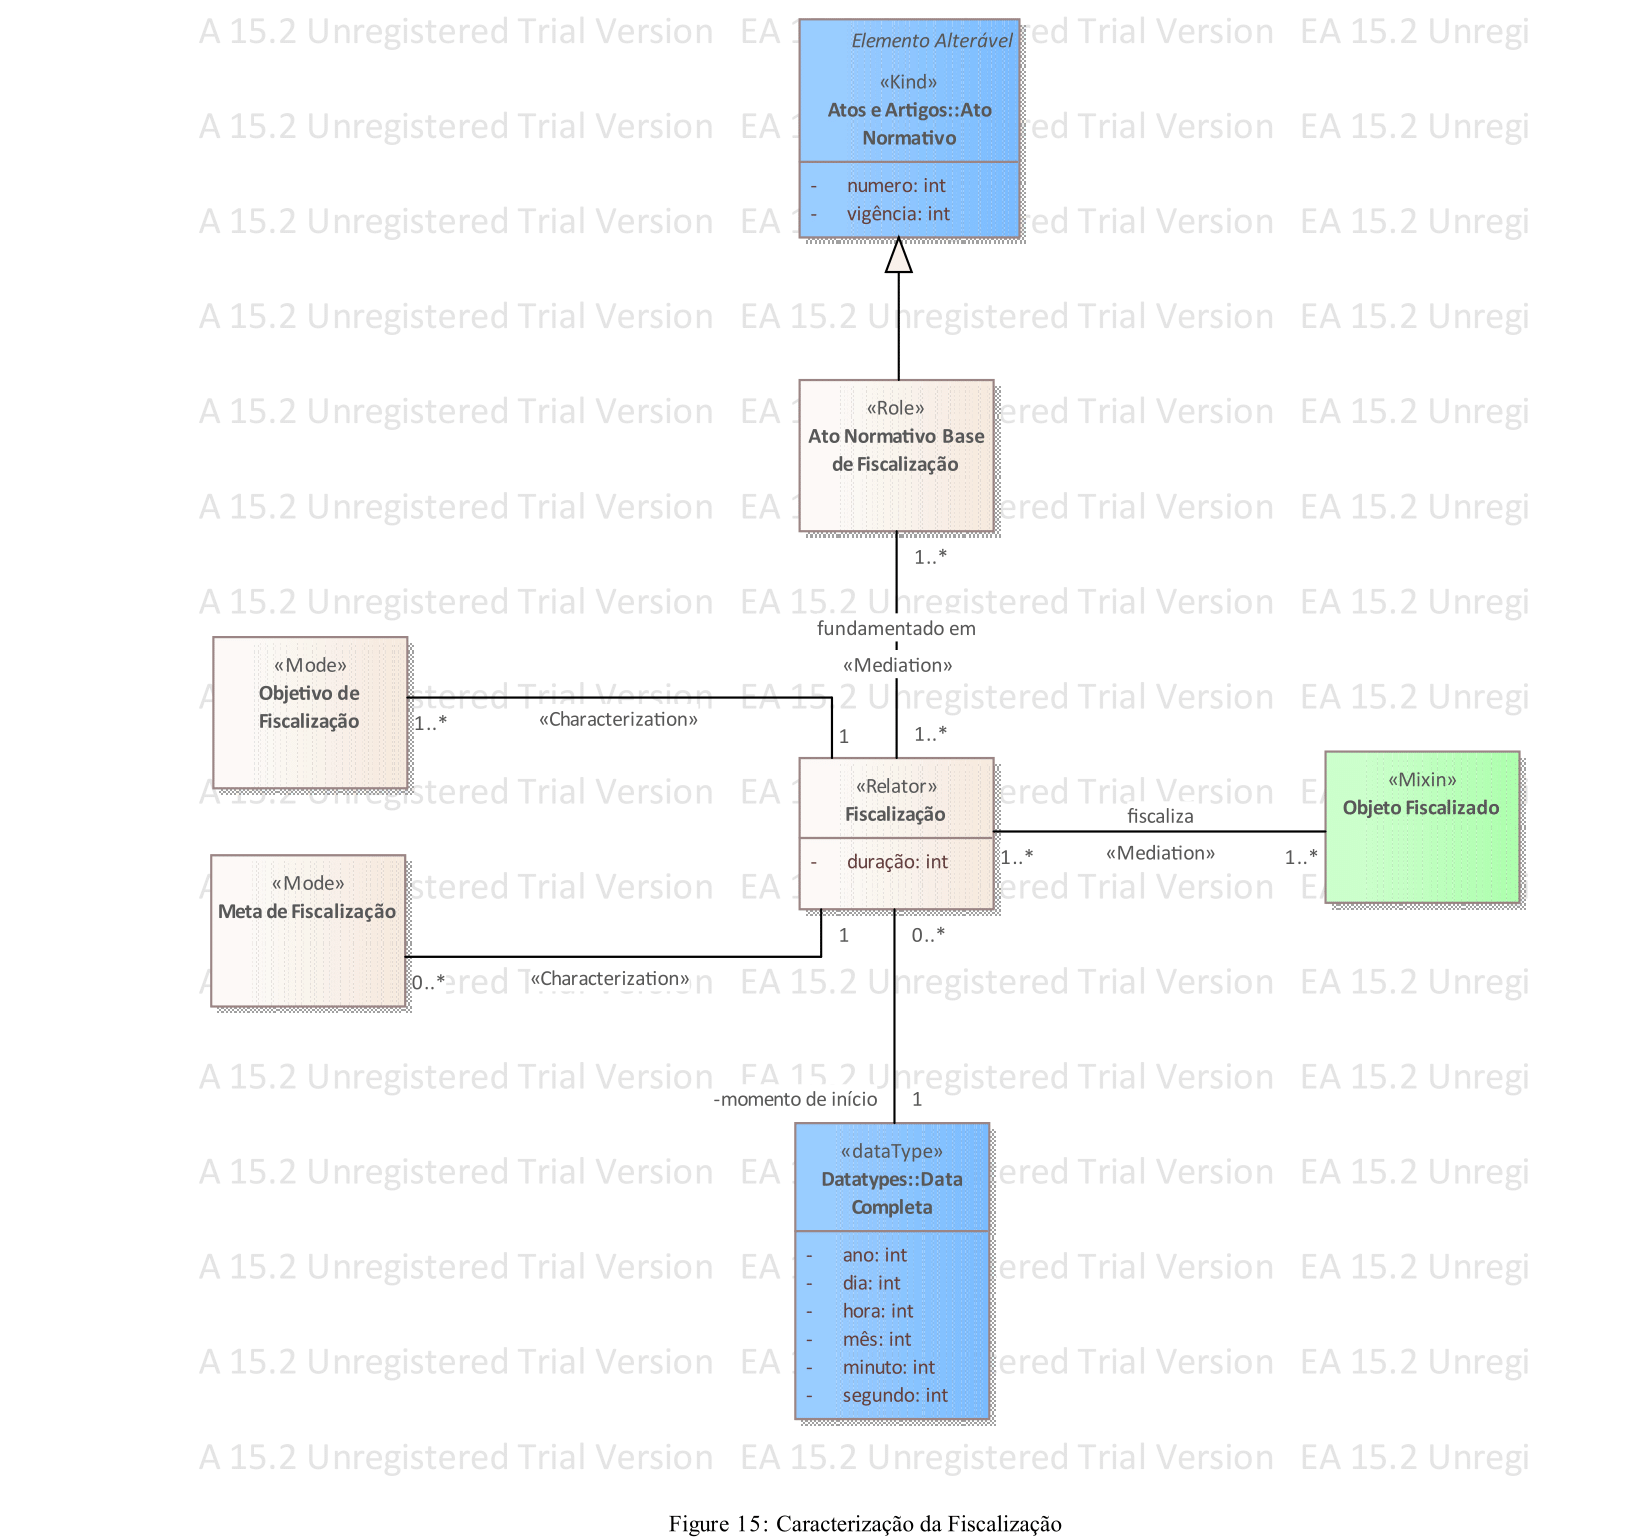 A 15.2 Unregistered Trial Version EA 15.2 Unregistered Trial Version EA 15.2 Unregi
Elemento Alterável
«Kind»
Atos e Artigos::Ato
Normativo
- numero: int
- vigência: int
«Role»
Ato Normativo Base
de Fiscalização
1..*
fundamentado em
«Mediation»
1..*
«Mode»
Objetivo de
Fiscalização
1..*
«Characterization»
1
«Relator»
Fiscalização
- duração: int
fiscaliza
1..*
«Mediation»
1..*
«Mixin»
Objeto Fiscalizado
«Mode»
Meta de Fiscalização
0..*
«Characterization»
1
0..*
-momento de início
1
«dataType»
Datatypes::Data
Completa
- ano: int
- dia: int
- hora: int
- mês: int
- minuto: int
- segundo: int
Figure 15: Caracterização da Fiscalização